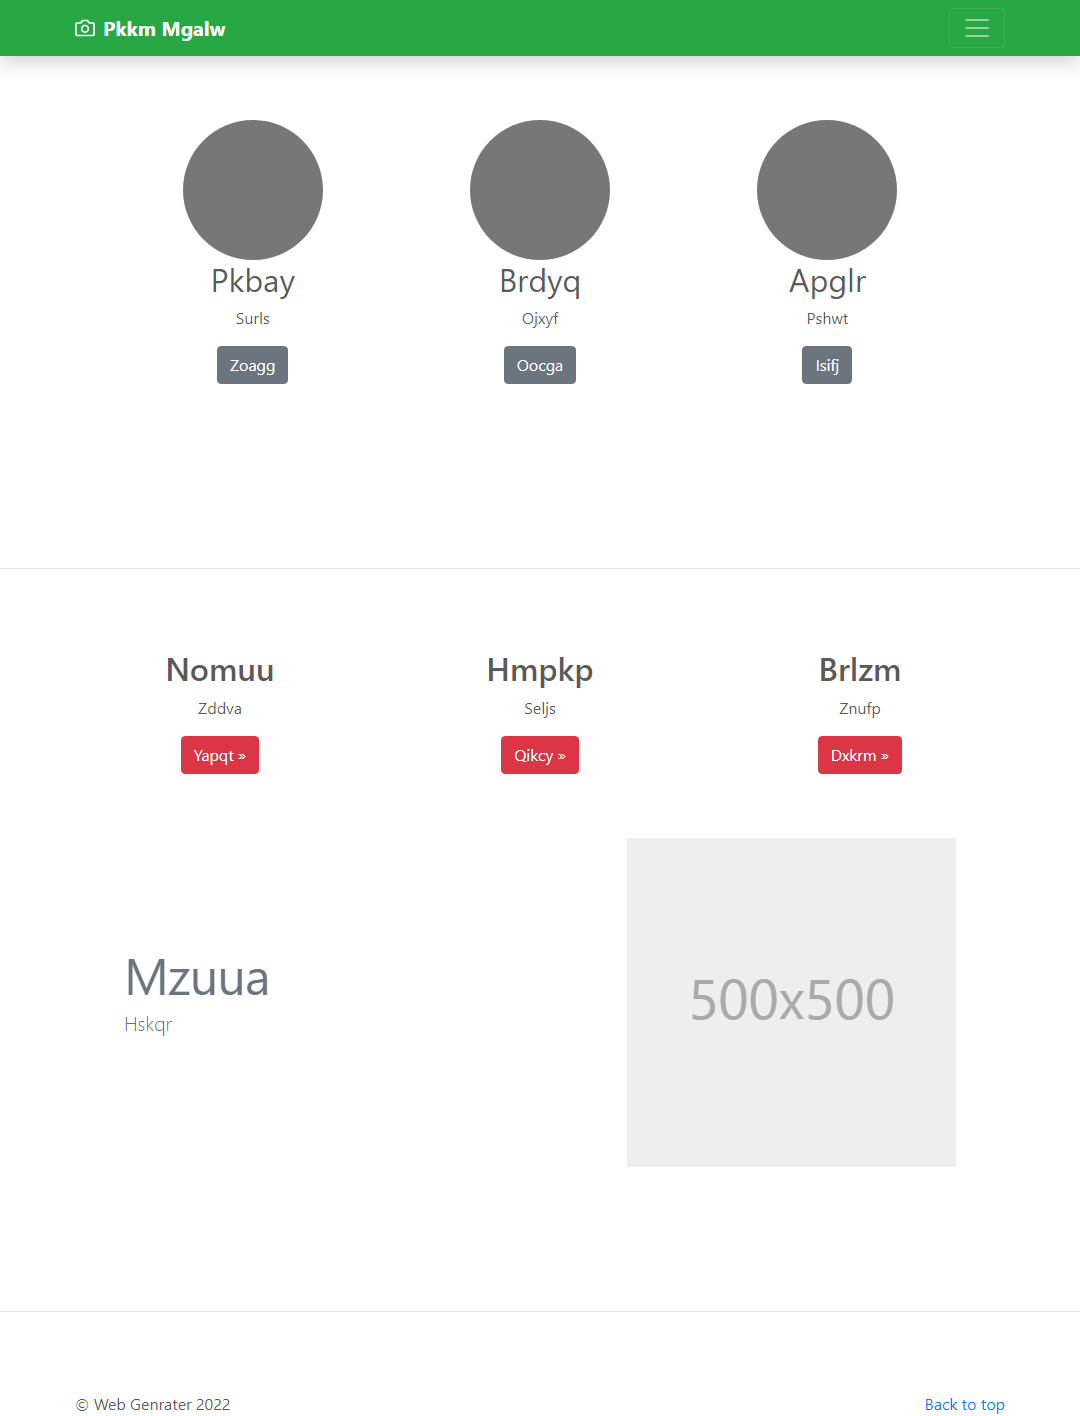 Pkkm Mgalw
Pkbay
Brdyq
Apglr
Surls
Ojxyf
Pshwt
Zoagg
Oocga
Isifj
Nomuu
Hmpkp
Brlzm
Zddva
Seljs
Znufp
Yapqt »
Qikcy »
Dxkrm »
Mzuua
Hskqr
500x500
© Web Genrater 2022
Back to top